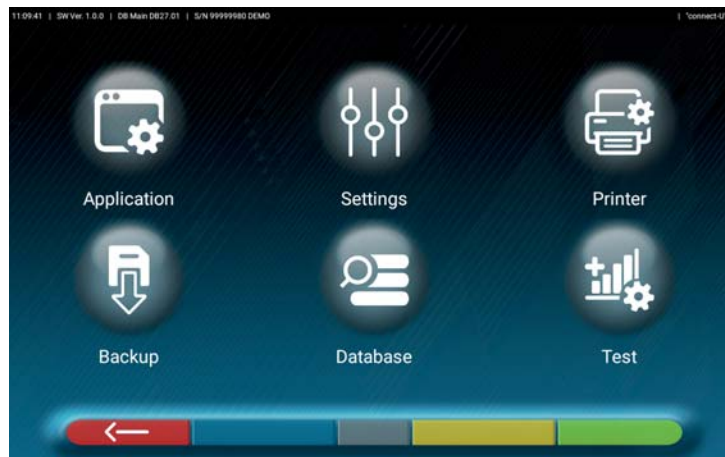 11:09:41 | SW Ver. 1.0.0 | DB Main DB27.01 | S/N 99999980 DEMO | "connect-U
Application Settings Printer
Backup Database Test